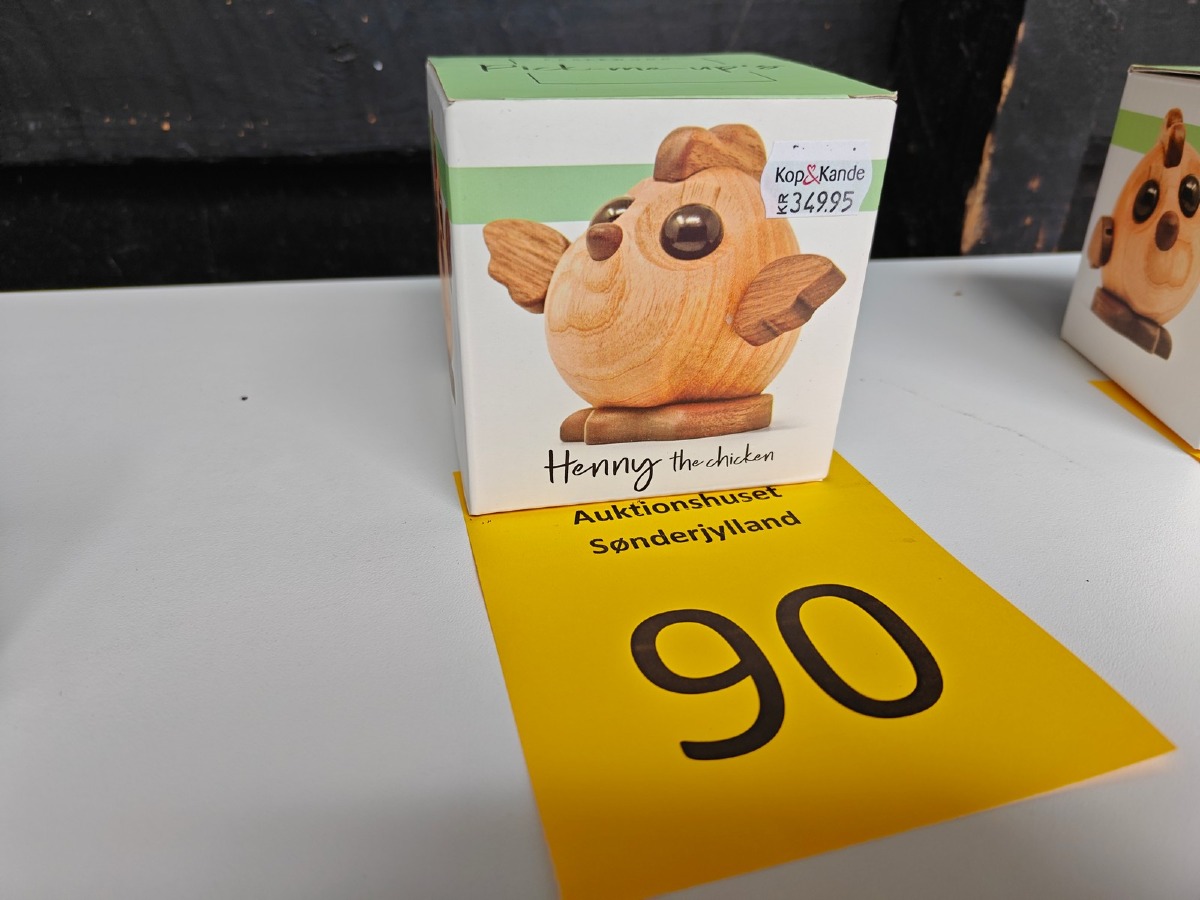 Kop&Kande
KR 349.95
Henny the chicken
Auktionshuset
Sønderjylland
90